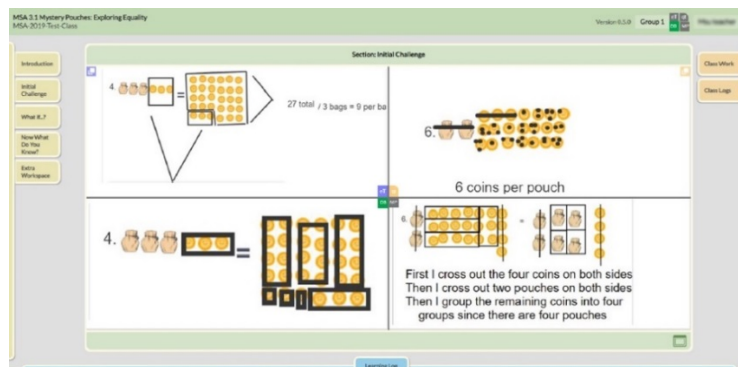 MSA 3.1 Mystery Pouches: Exploring Equality
MSA-2019-Test Class
Group 1
Section: Initial Challenge
Introduction
Initial
Challenge
What If...?
Now What
Do You
Know?
Extra
Workspace
Class Work
Class Logs
4.
=
27 total / 3 bags = 9 per ba
6.
6 coins per pouch
4.
=
6.
=
First I cross out the four coins on both sides
Then I cross out two pouches on both sides
Then I group the remaining coins into four
groups since there are four pouches
Learning Log